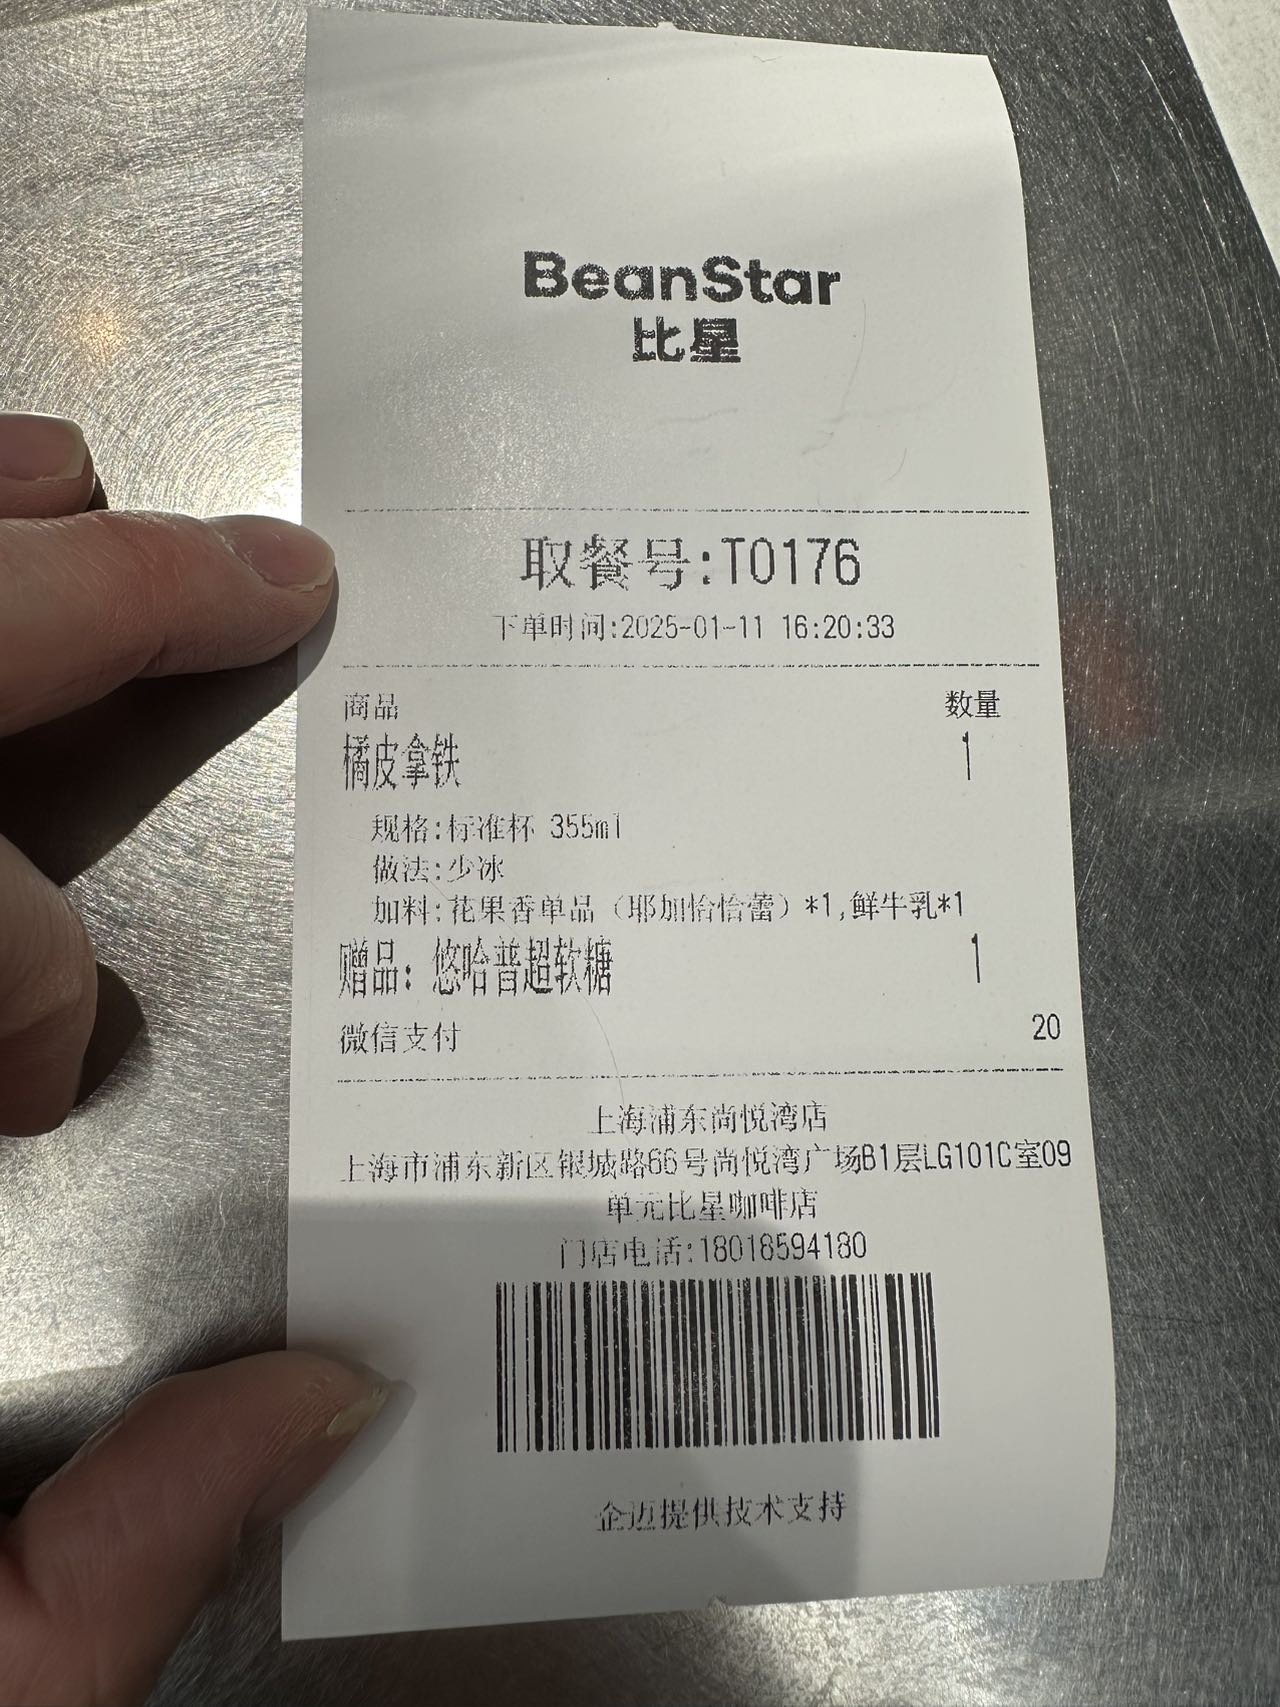 BeanStar
比星
取餐号:T0176
下单时间:2025-01-11 16:20:33
商品 数量
橘皮拿铁 1
规格:标准杯 355ml
做法:少冰
加料:花果香单品（耶加恰恰蕾）*1,鲜牛乳*1
赠品：悠哈普超软糖 1
微信支付 20
上海浦东尚悦湾店
上海市浦东新区银城路66号尚悦湾广场B1层LG101C室09
单元比星咖啡店
门店电话:18018594180
企迈提供技术支持